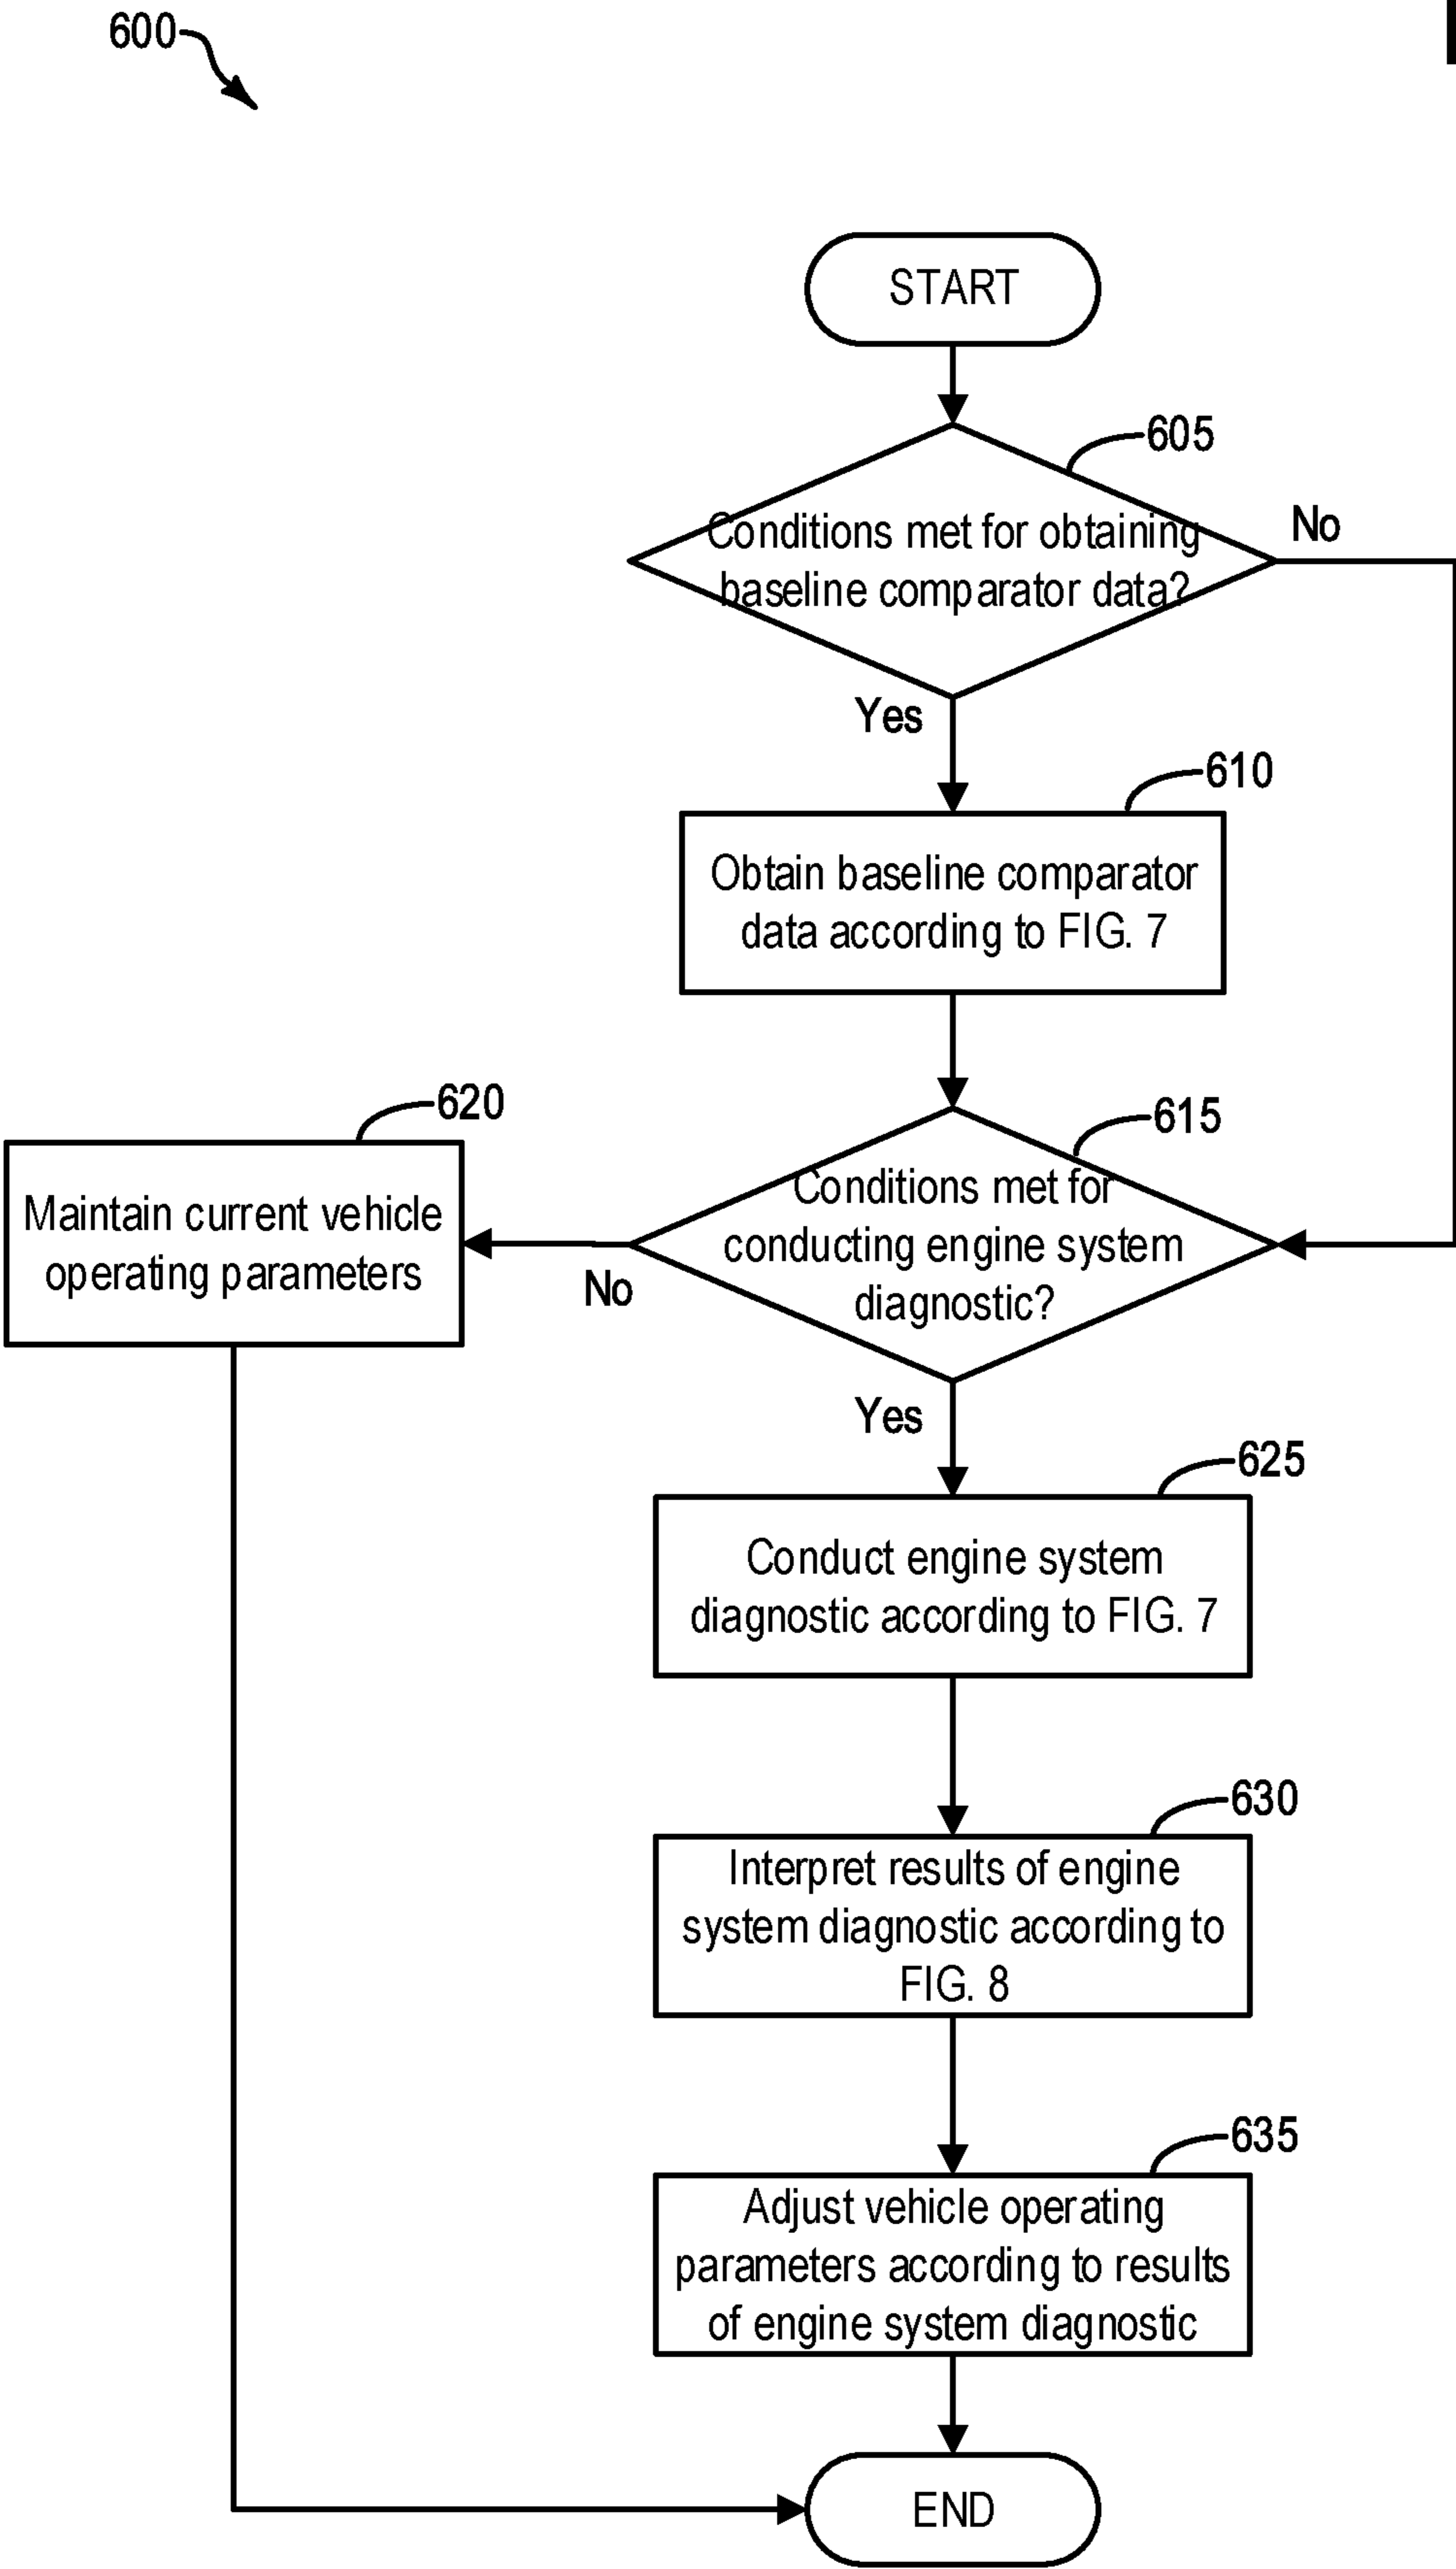 600
START
605
Conditions met for obtaining
baseline comparator data?
No
Yes
610
Obtain baseline comparator
data according to FIG. 7
620
Maintain current vehicle
operating parameters
615
Conditions met for
conducting engine system
diagnostic?
No
Yes
625
Conduct engine system
diagnostic according to FIG. 7
630
Interpret results of engine
system diagnostic according to
FIG. 8
635
Adjust vehicle operating
parameters according to results
of engine system diagnostic
END